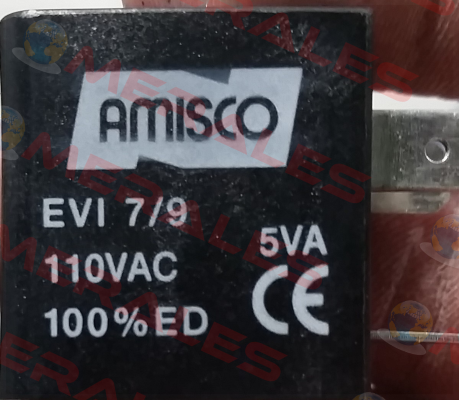 AMISCO
EVI 7/9
5VA
110VAC
100%ED
CE